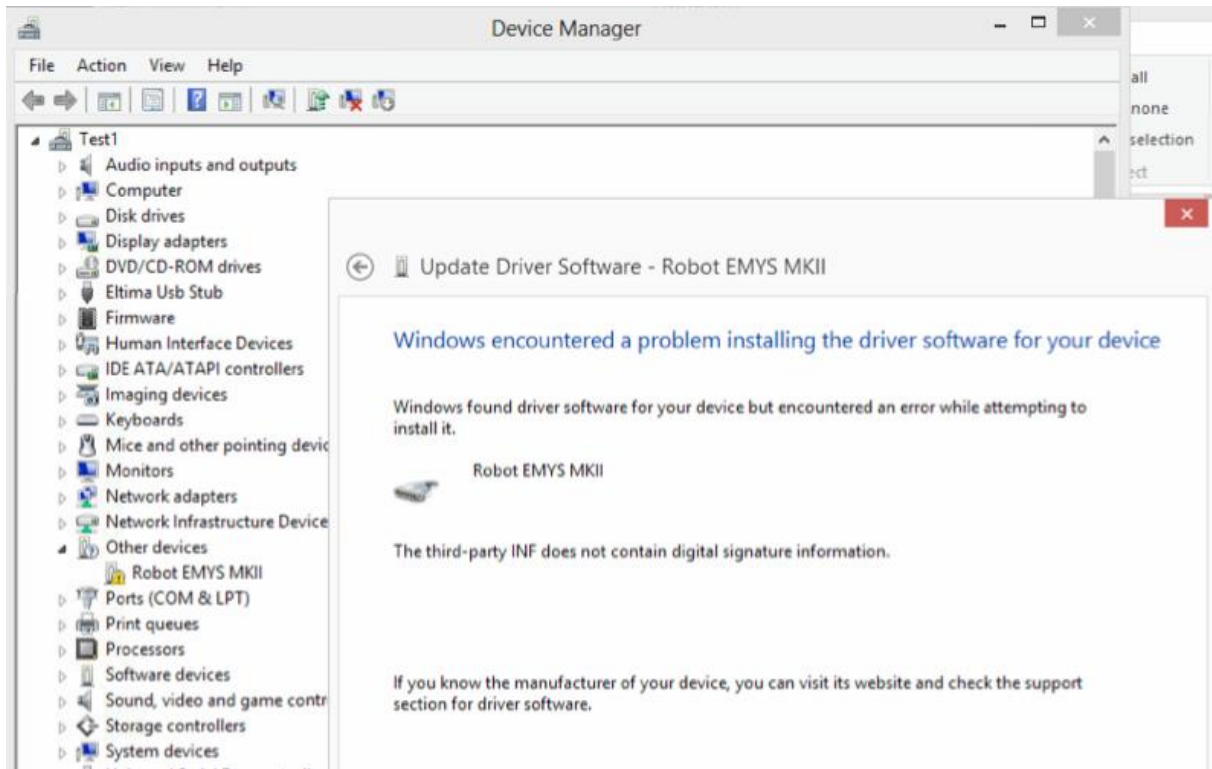 Device Manager
File Action View Help
all
none
selection
Test1
Audio inputs and outputs
Computer
Disk drives
Display adapters
DVD/CD-ROM drives
Eltima Usb Stub
Firmware
Human Interface Devices
IDE ATA/ATAPI controllers
Imaging devices
Keyboards
Mice and other pointing devic
Monitors
Network adapters
Network Infrastructure Device
Other devices
Robot EMYS MKII
Ports (COM & LPT)
Print queues
Processors
Software devices
Sound, video and game contr
Storage controllers
System devices
Update Driver Software - Robot EMYS MKII
Windows encountered a problem installing the driver software for your device
Windows found driver software for your device but encountered an error while attempting to
install it.
Robot EMYS MKII
The third-party INF does not contain digital signature information.
If you know the manufacturer of your device, you can visit its website and check the support
section for driver software.